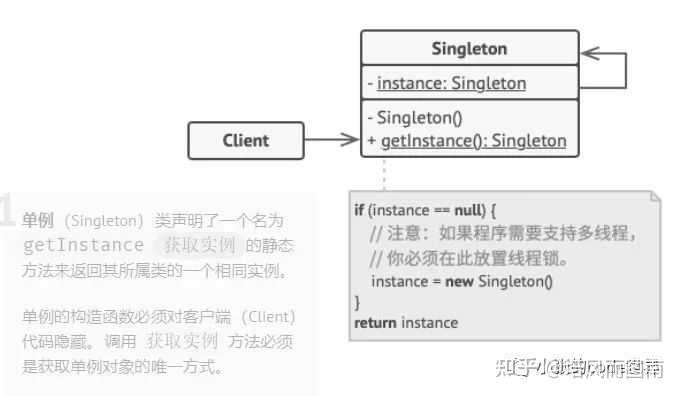 Singleton
- instance: Singleton
- Singleton()
+ getInstance(): Singleton
Client
1
单例（Singleton）类声明了一个名为
getInstance 获取实例 的静态
方法来返回其所属类的一个相同实例。
单例的构造函数必须对客户端（Client）
代码隐藏。调用 获取实例 方法必须
是获取单例对象的唯一方式。
if (instance == null) {
// 注意：如果程序需要支持多线程，
// 你必须在此放置线程锁。
instance = new Singleton()
}
return instance
知乎